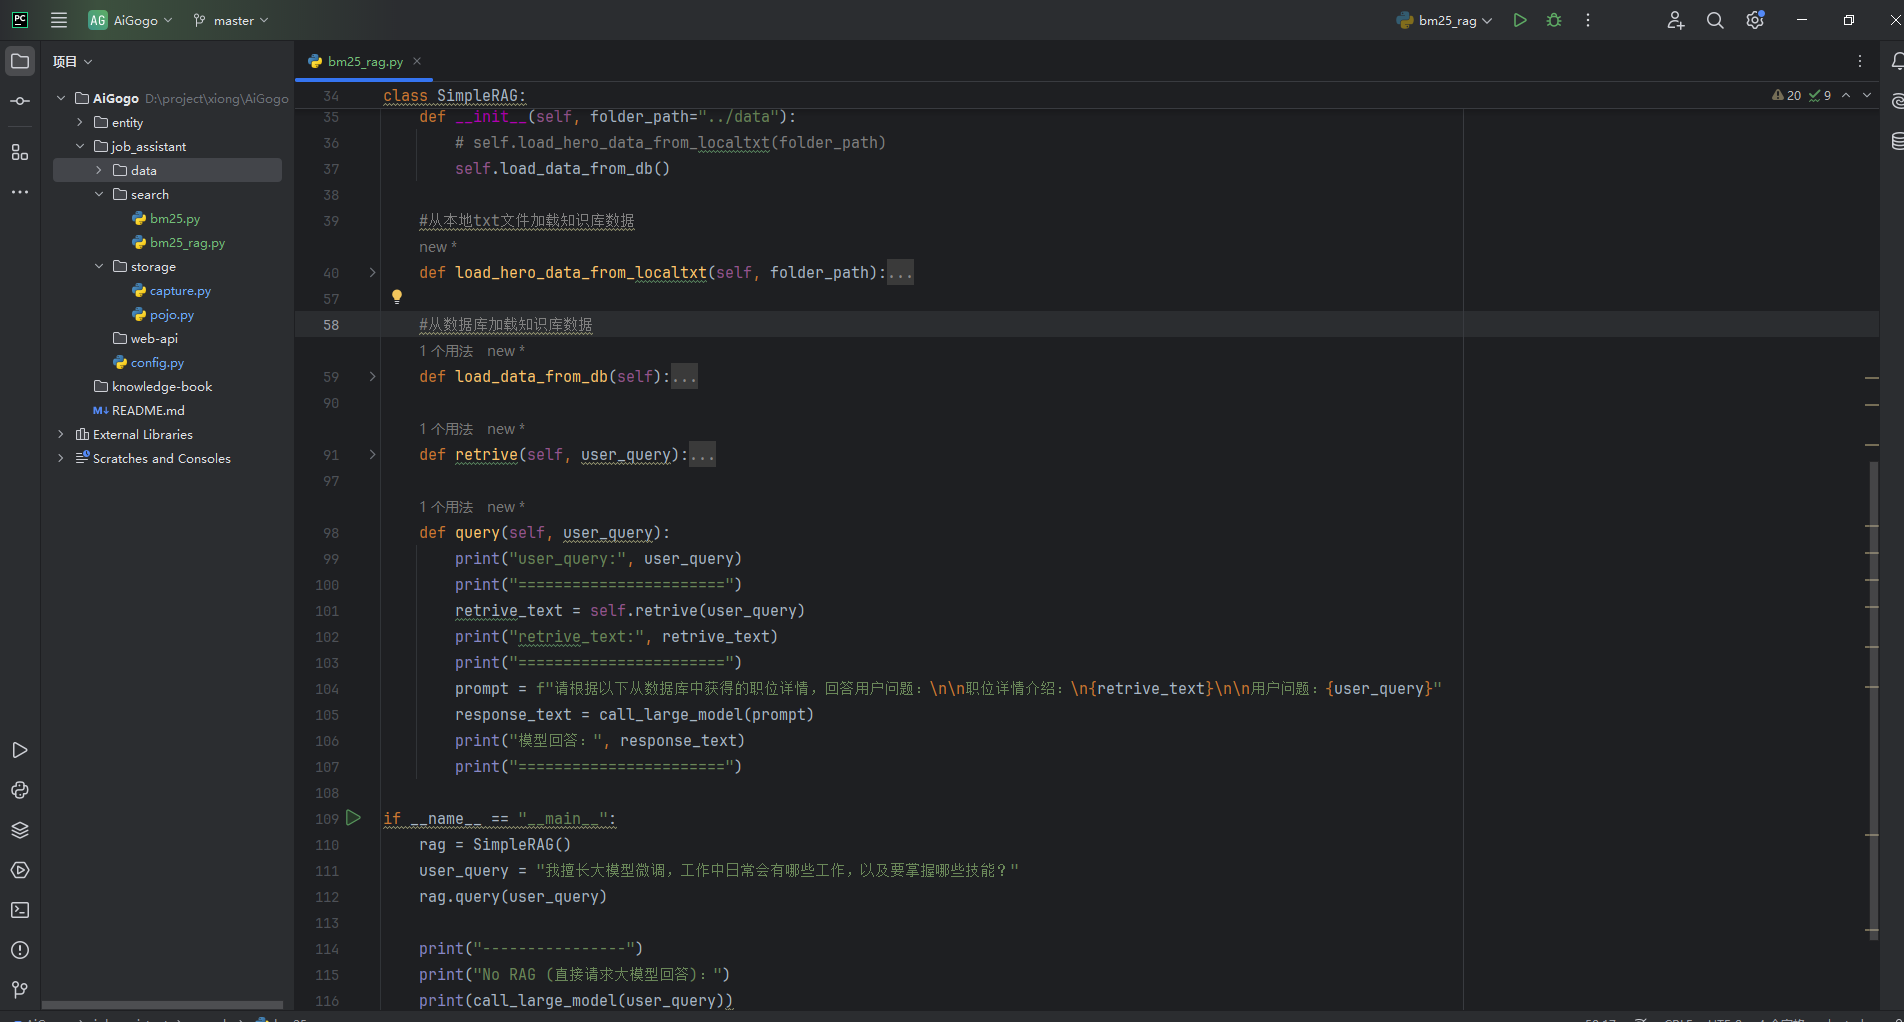 PC AG AiGogo master bm25_rag
项目
bm25_rag.py
AiGogo D:\project\xiong\AiGogo
entity
job_assistant
data
search
bm25.py
bm25_rag.py
storage
capture.py
pojo.py
web-api
config.py
knowledge-book
M↓ README.md
External Libraries
Scratches and Consoles
34 class SimpleRAG:
20 9
35 def __init__(self, folder_path="../data"):
36 # self.load_hero_data_from_localtxt(folder_path)
37 self.load_data_from_db()
38
39 #从本地txt文件加载知识库数据
new *
40 def load_hero_data_from_localtxt(self, folder_path):...
57
58 #从数据库加载知识库数据
1 个用法 new *
59 def load_data_from_db(self):...
90
1 个用法 new *
91 def retrive(self, user_query):...
97
1 个用法 new *
98 def query(self, user_query):
99 print("user_query:", user_query)
100 print("=======================")
101 retrive_text = self.retrive(user_query)
102 print("retrive_text:", retrive_text)
103 print("=======================")
104 prompt = f"请根据以下从数据库中获得的职位详情，回答用户问题：\n\n职位详情介绍：\n{retrive_text}\n\n用户问题：{user_query}"
105 response_text = call_large_model(prompt)
106 print("模型回答：", response_text)
107 print("=======================")
108
109 if __name__ == "__main__":
110 rag = SimpleRAG()
111 user_query = "我擅长大模型微调，工作中日常会有哪些工作，以及要掌握哪些技能？"
112 rag.query(user_query)
113
114 print("----------------")
115 print("No RAG (直接请求大模型回答)：")
116 print(call_large_model(user_query))